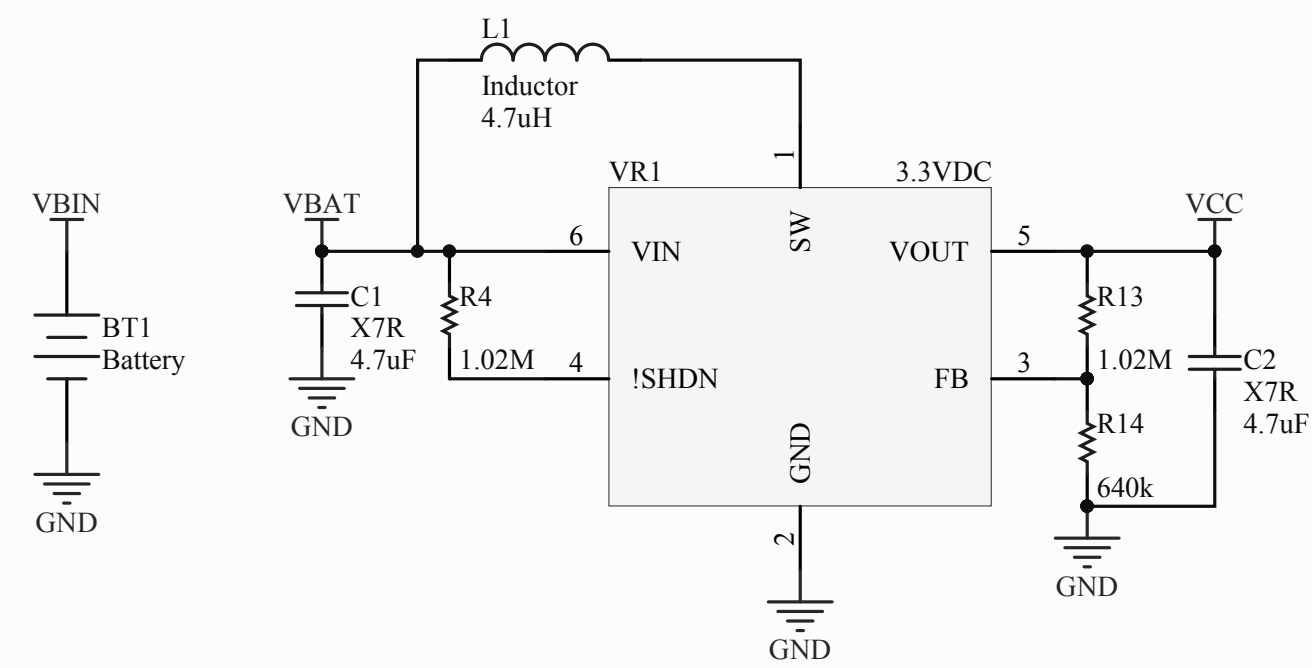 L1
Inductor
4.7uH
1
VR1
3.3VDC
VBIN
VBAT
VCC
6
VIN
SW
VOUT
5
BT1
Battery
C1
X7R
4.7uF
R4
1.02M
4
!SHDN
FB
3
R13
1.02M
C2
X7R
4.7uF
R14
640k
GND
GND
GND
2
GND
GND